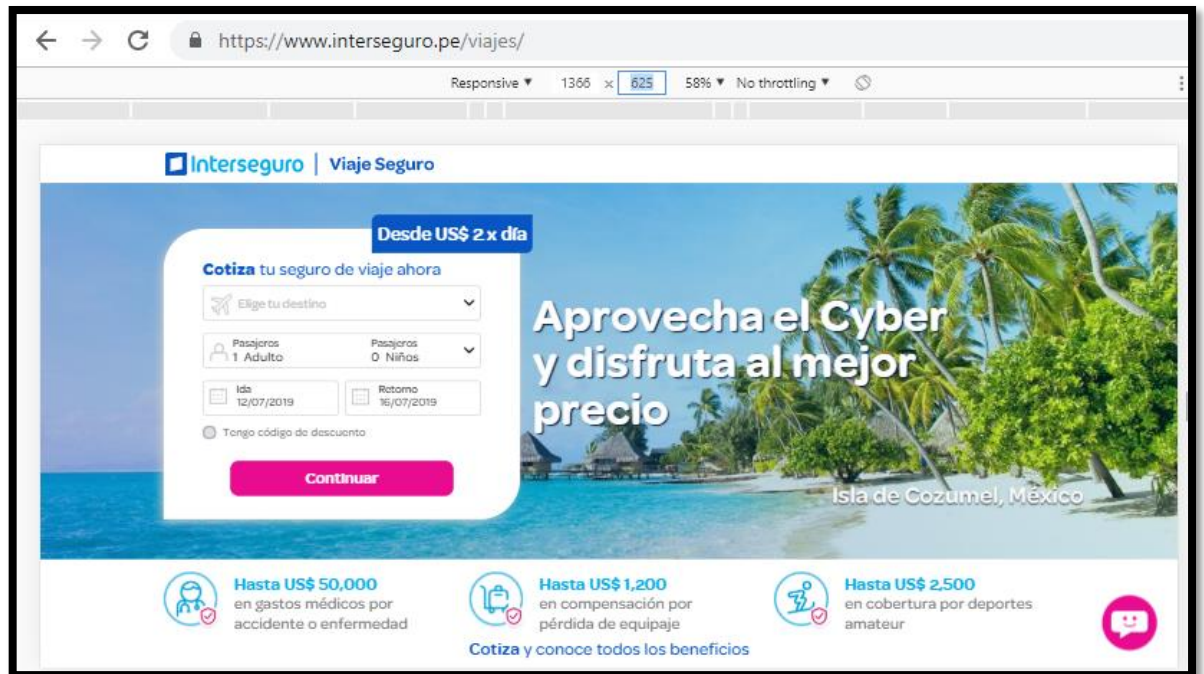 https://www.interseguro.pe/viajes/
Responsive ▼ 1366 x 625 58% ▼ No throttling ▼
Interseguro | Viaje Seguro
Desde US$ 2 x día
Cotiza tu seguro de viaje ahora
Elige tu destino
Pasajeros Pasajeros
1 Adulto 0 Niños
Ida Retorno
12/07/2019 16/07/2019
Tengo código de descuento
Continuar
Aprovecha el Cyber
y disfruta al mejor
precio
Isla de Cozumel, México
Hasta US$ 50,000
en gastos médicos por
accidente o enfermedad
Hasta US$ 1,200
en compensación por
pérdida de equipaje
Hasta US$ 2,500
en cobertura por deportes
amateur
Cotiza y conoce todos los beneficios